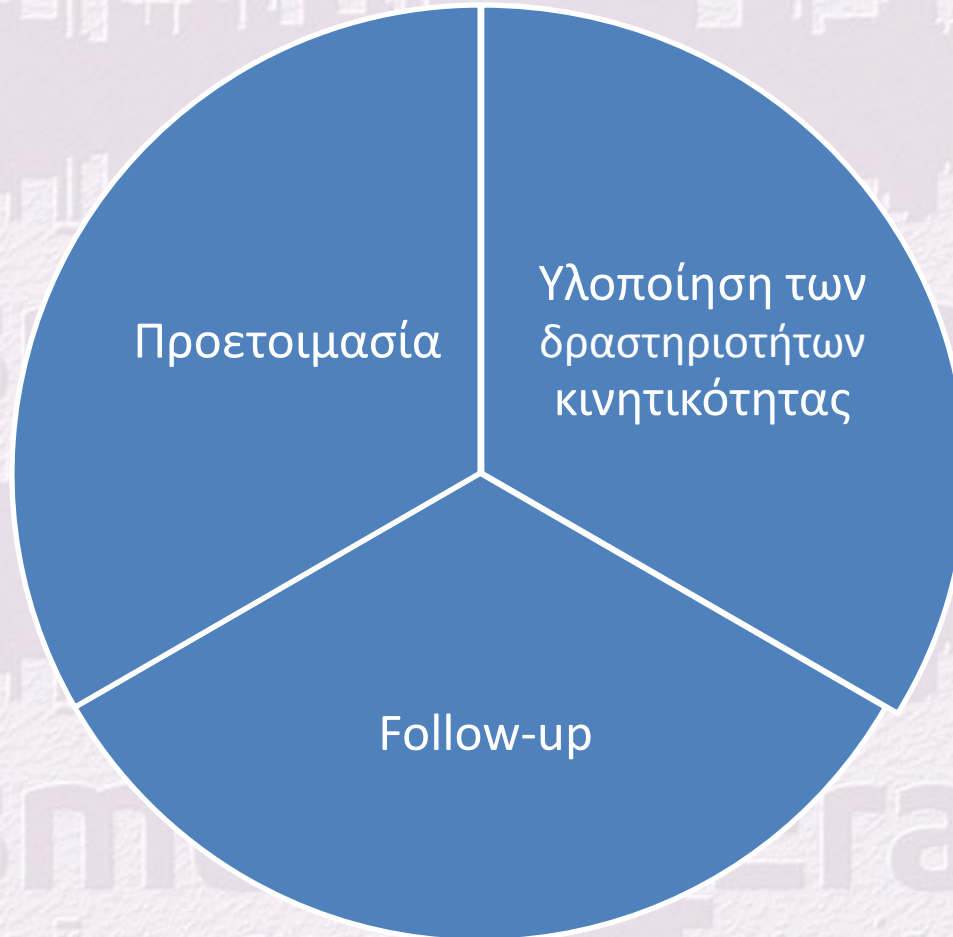 Προετοιμασία
Υλοποίηση των
δραστηριοτήτων
κινητικότητας
Follow-up